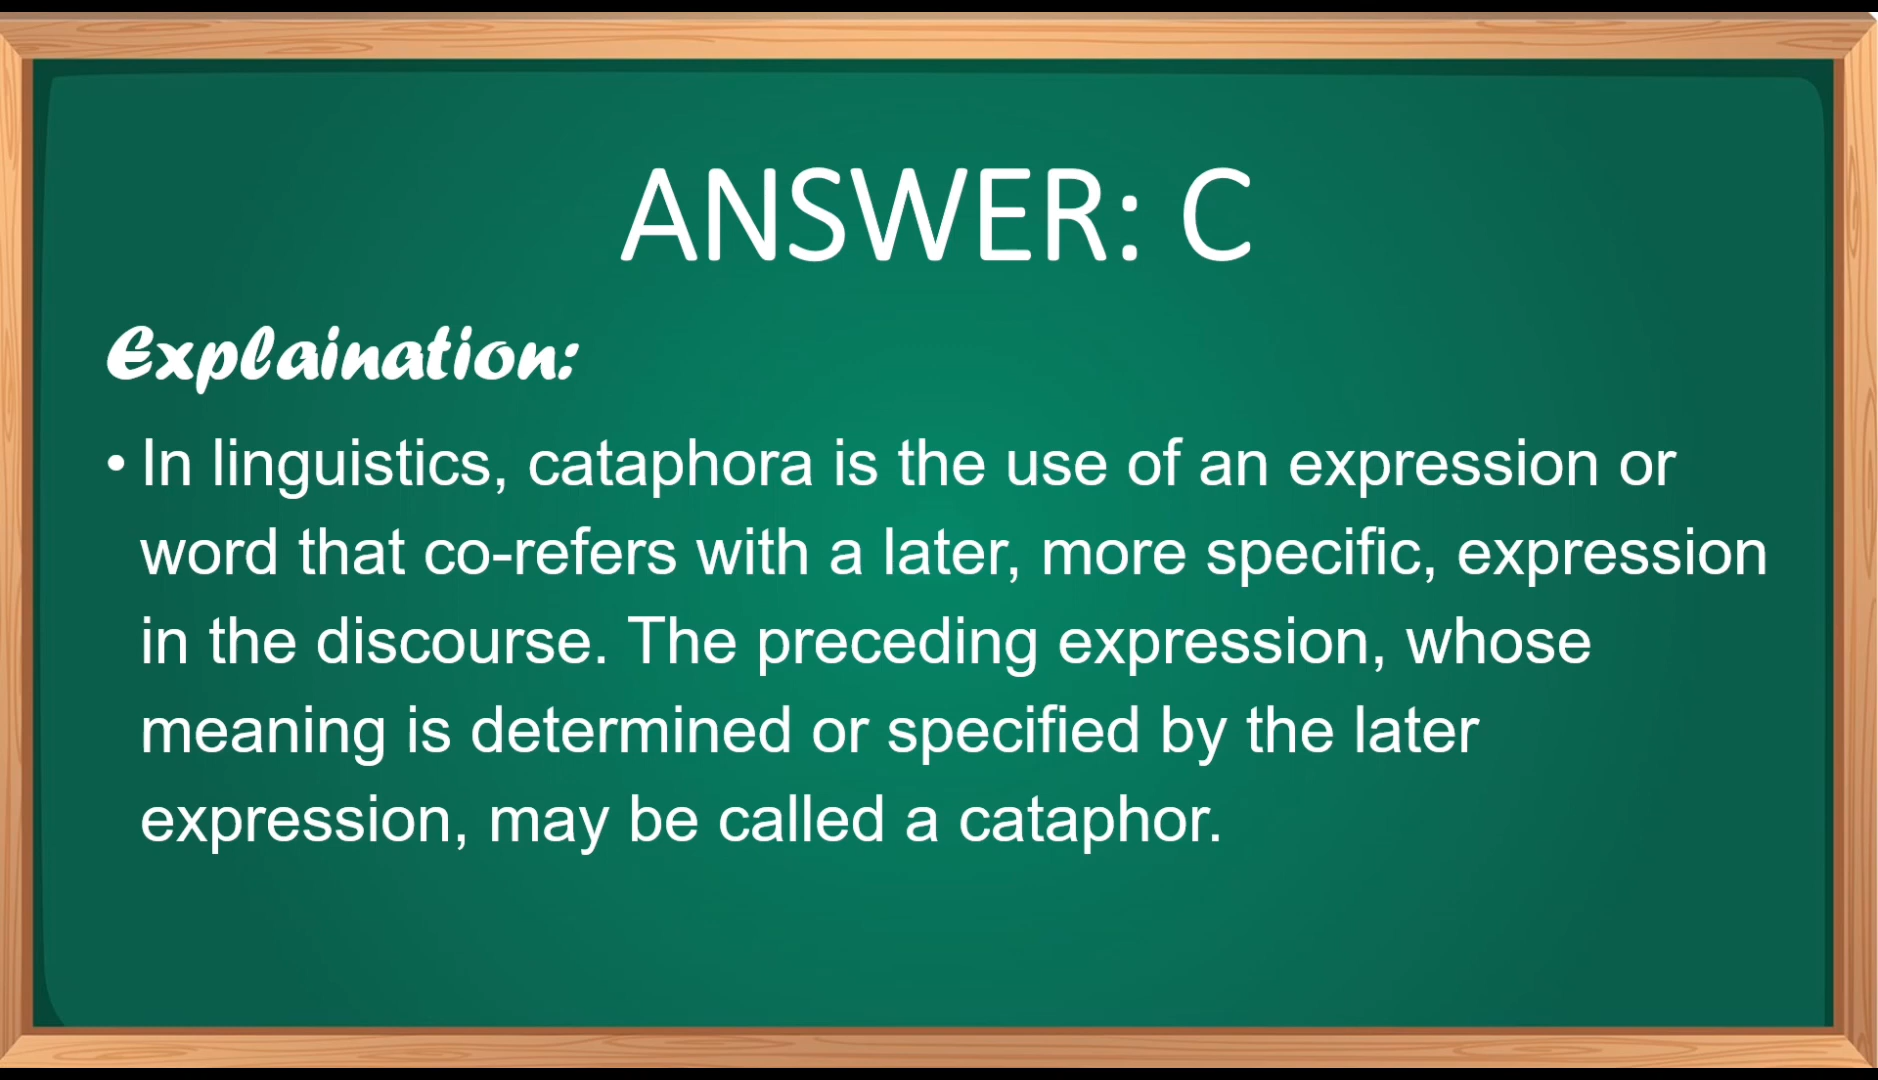 ANSWER: C
Explaination:
• In linguistics, cataphora is the use of an expression or
word that co-refers with a later, more specific, expression
in the discourse. The preceding expression, whose
meaning is determined or specified by the later
expression, may be called a cataphor.